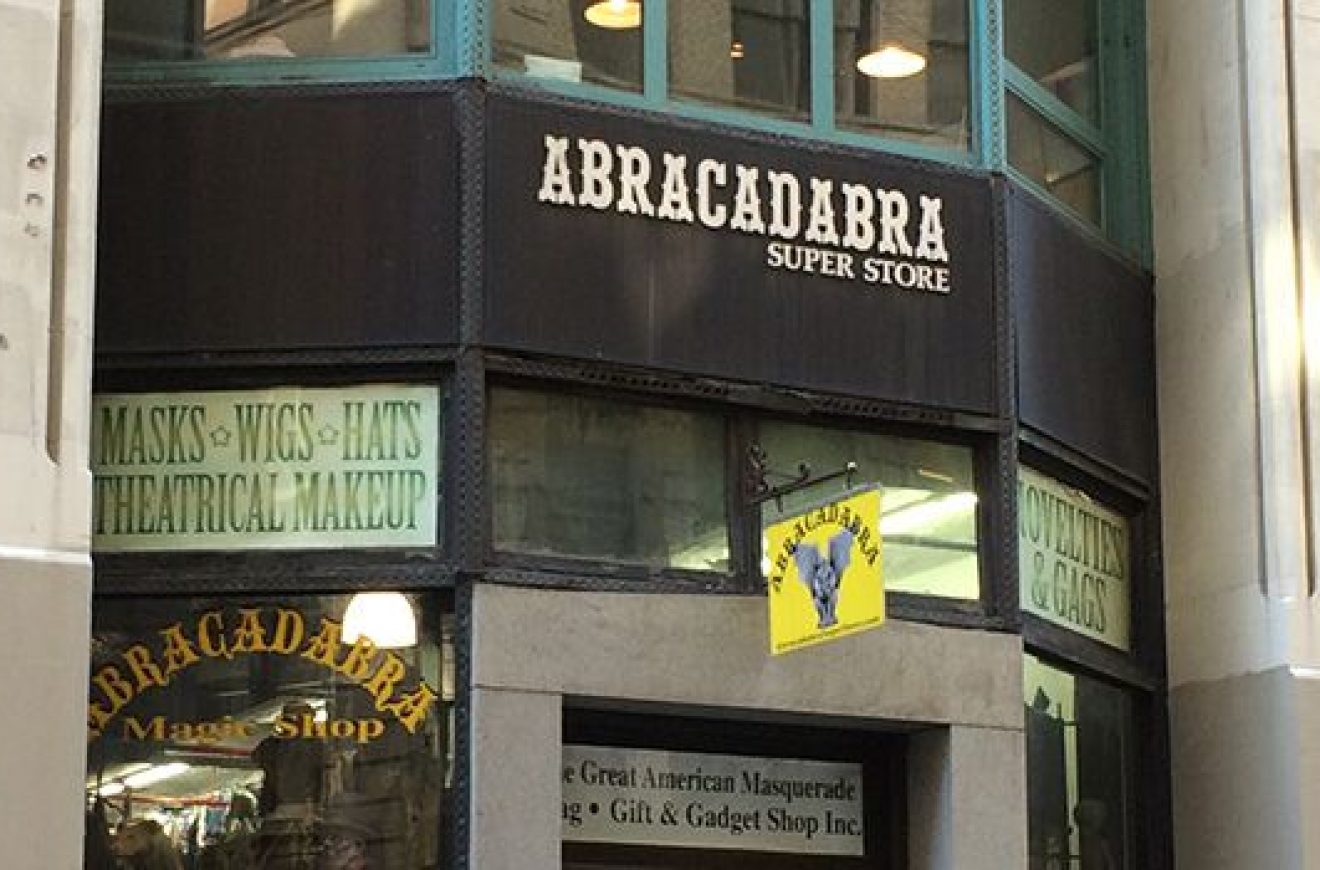 ABRACADABRA
SUPER STORE
MASKS ☆ WIGS ☆ HATS
THEATRICAL MAKEUP
ABRACADABRA
NOVELTIES
& GAGS
ABRACADABRA
Magic Shop
Great American Masquerade
• Gift & Gadget Shop Inc.